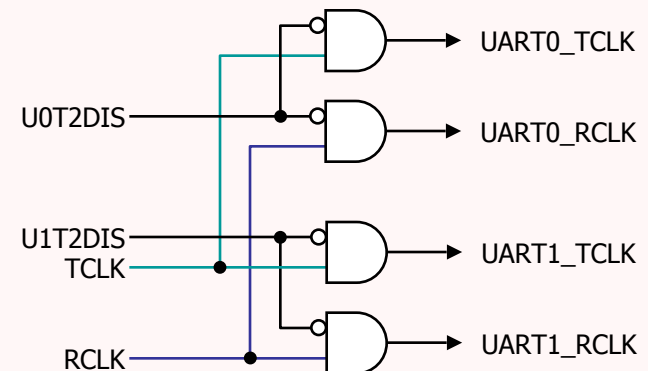 UART0_TCLK
U0T2DIS
UART0_RCLK
U1T2DIS
UART1_TCLK
TCLK
UART1_RCLK
RCLK